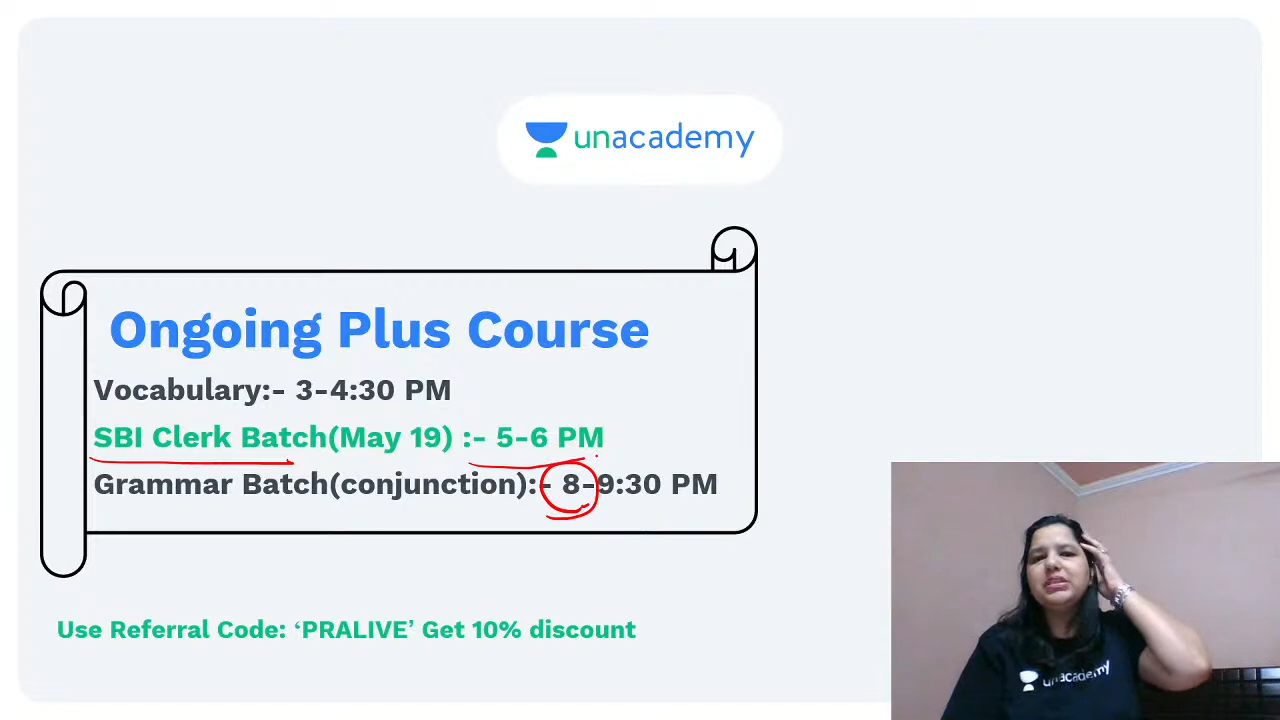 unacademy
Ongoing Plus Course
Vocabulary:- 3-4:30 PM
SBI Clerk Batch(May 19) :- 5-6 PM
Grammar Batch(conjunction):- 8-9:30 PM
Use Referral Code: ‘PRALIVE’ Get 10% discount
unacademy